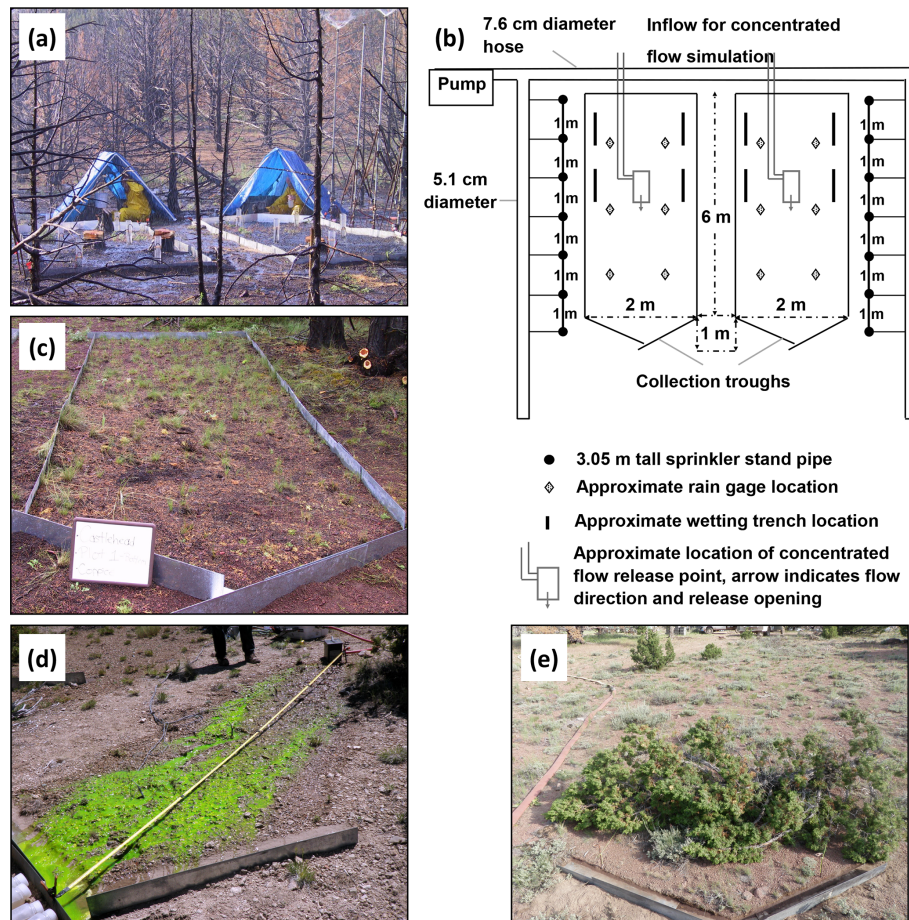 (a)
(b)
7.6 cm diameter
hose
Inflow for concentrated
flow simulation
Pump
1 m
1 m
1 m
1 m
1 m
1 m
5.1 cm
diameter
6 m
2 m
2 m
1 m
1 m
1 m
1 m
1 m
1 m
1 m
Collection troughs
3.05 m tall sprinkler stand pipe
Approximate rain gage location
Approximate wetting trench location
Approximate location of concentrated
flow release point, arrow indicates flow
direction and release opening
(c)
(d)
(e)